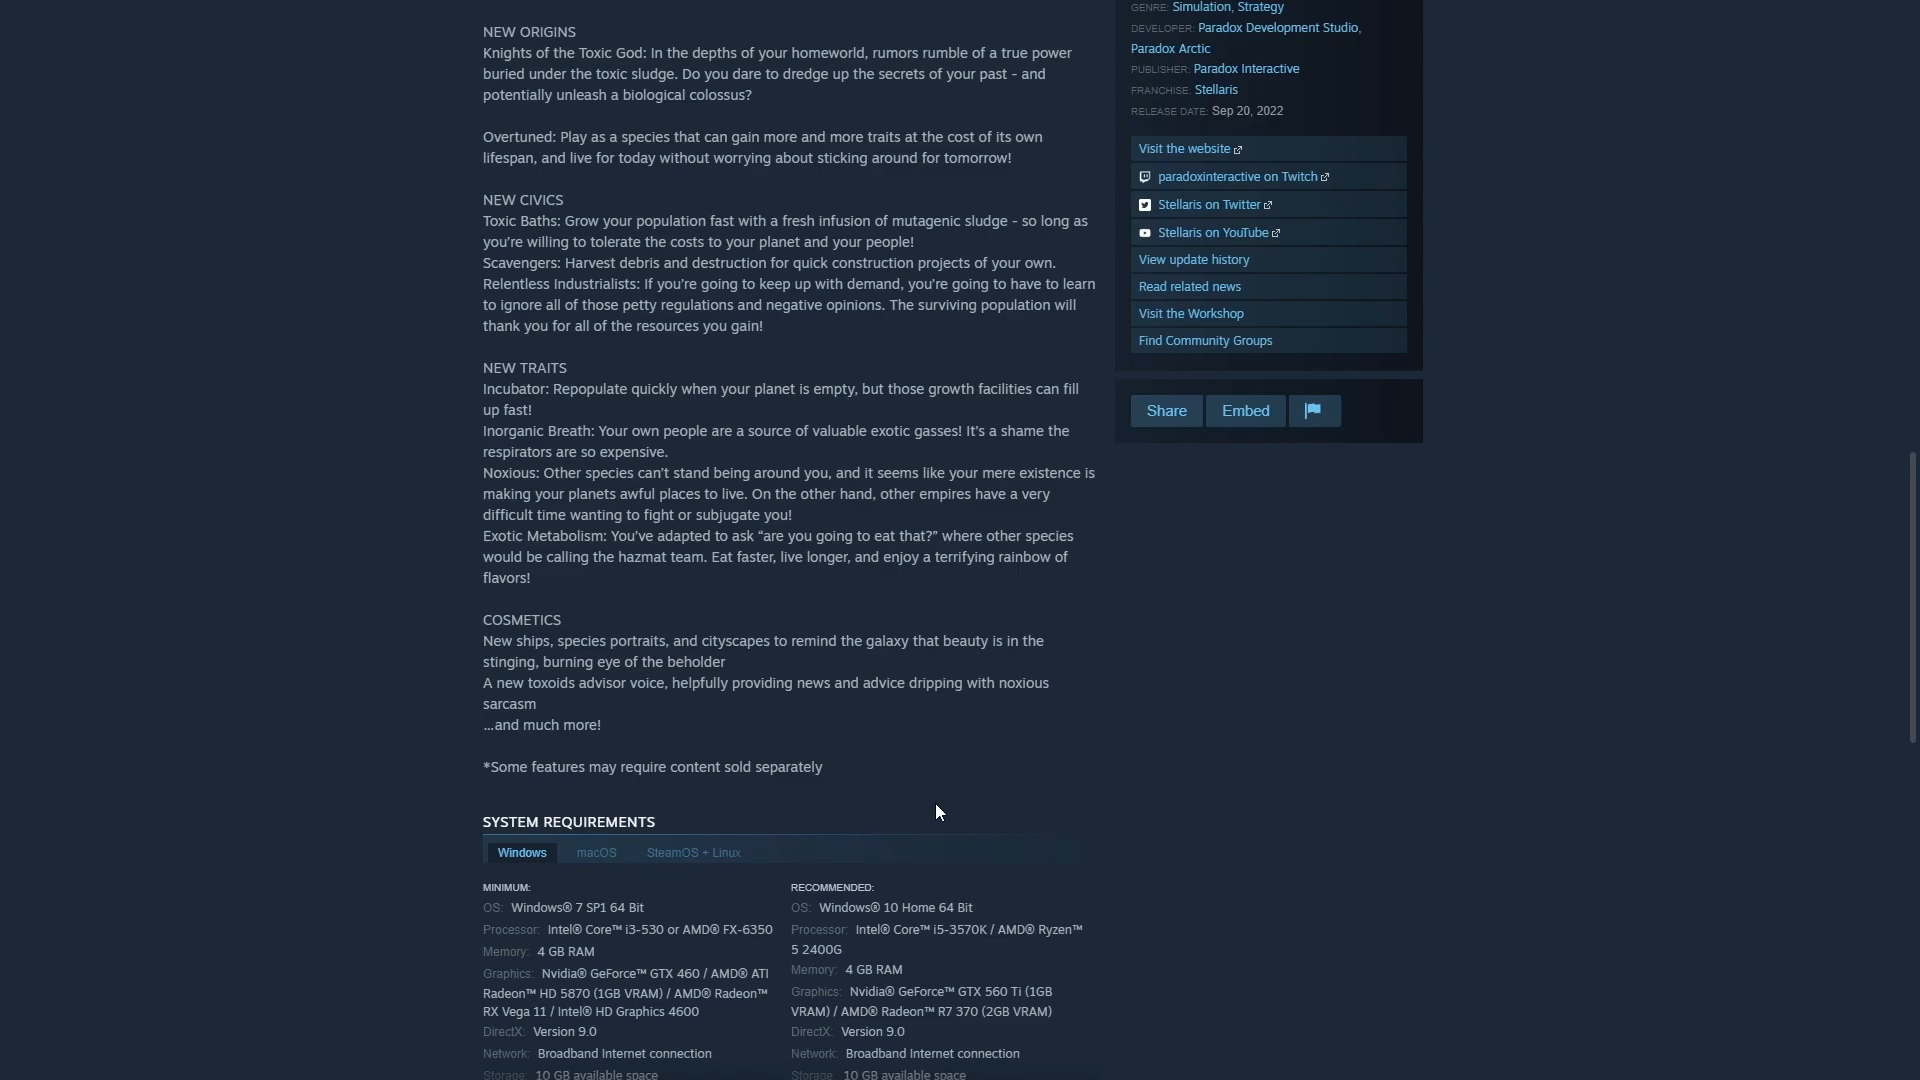 NEW ORIGINS
Knights of the Toxic God: In the depths of your homeworld, rumors rumble of a true power
buried under the toxic sludge. Do you dare to dredge up the secrets of your past - and
potentially unleash a biological colossus?
Overtuned: Play as a species that can gain more and more traits at the cost of its own
lifespan, and live for today without worrying about sticking around for tomorrow!
NEW CIVICS
Toxic Baths: Grow your population fast with a fresh infusion of mutagenic sludge - so long as
you're willing to tolerate the costs to your planet and your people!
Scavengers: Harvest debris and destruction for quick construction projects of your own.
Relentless Industrialists: If you're going to keep up with demand, you're going to have to learn
to ignore all of those petty regulations and negative opinions. The surviving population will
thank you for all of the resources you gain!
NEW TRAITS
Incubator: Repopulate quickly when your planet is empty, but those growth facilities can fill
up fast!
Inorganic Breath: Your own people are a source of valuable exotic gasses! It's a shame the
respirators are so expensive.
Noxious: Other species can't stand being around you, and it seems like your mere existence is
making your planets awful places to live. On the other hand, other empires have a very
difficult time wanting to fight or subjugate you!
Exotic Metabolism: You've adapted to ask “are you going to eat that?” where other species
would be calling the hazmat team. Eat faster, live longer, and enjoy a terrifying rainbow of
flavors!
COSMETICS
New ships, species portraits, and cityscapes to remind the galaxy that beauty is in the
stinging, burning eye of the beholder
A new toxoids advisor voice, helpfully providing news and advice dripping with noxious
sarcasm
…and much more!
*Some features may require content sold separately
SYSTEM REQUIREMENTS
Windows macOS SteamOS + Linux
MINIMUM:
OS: Windows® 7 SP1 64 Bit
Processor: Intel® Core™ i3-530 or AMD® FX-6350
Memory: 4 GB RAM
Graphics: Nvidia® GeForce™ GTX 460 / AMD® ATI
Radeon™ HD 5870 (1GB VRAM) / AMD® Radeon™
RX Vega 11 / Intel® HD Graphics 4600
DirectX: Version 9.0
Network: Broadband Internet connection
Storage: 10 GB available space
RECOMMENDED:
OS: Windows® 10 Home 64 Bit
Processor: Intel® Core™ i5-3570K / AMD® Ryzen™
5 2400G
Memory: 4 GB RAM
Graphics: Nvidia® GeForce™ GTX 560 Ti (1GB
VRAM) / AMD® Radeon™ R7 370 (2GB VRAM)
DirectX: Version 9.0
Network: Broadband Internet connection
Storage: 10 GB available space
GENRE: Simulation, Strategy
DEVELOPER: Paradox Development Studio,
Paradox Arctic
PUBLISHER: Paradox Interactive
FRANCHISE: Stellaris
RELEASE DATE: Sep 20, 2022
Visit the website
paradoxinteractive on Twitch
Stellaris on Twitter
Stellaris on YouTube
View update history
Read related news
Visit the Workshop
Find Community Groups
Share Embed